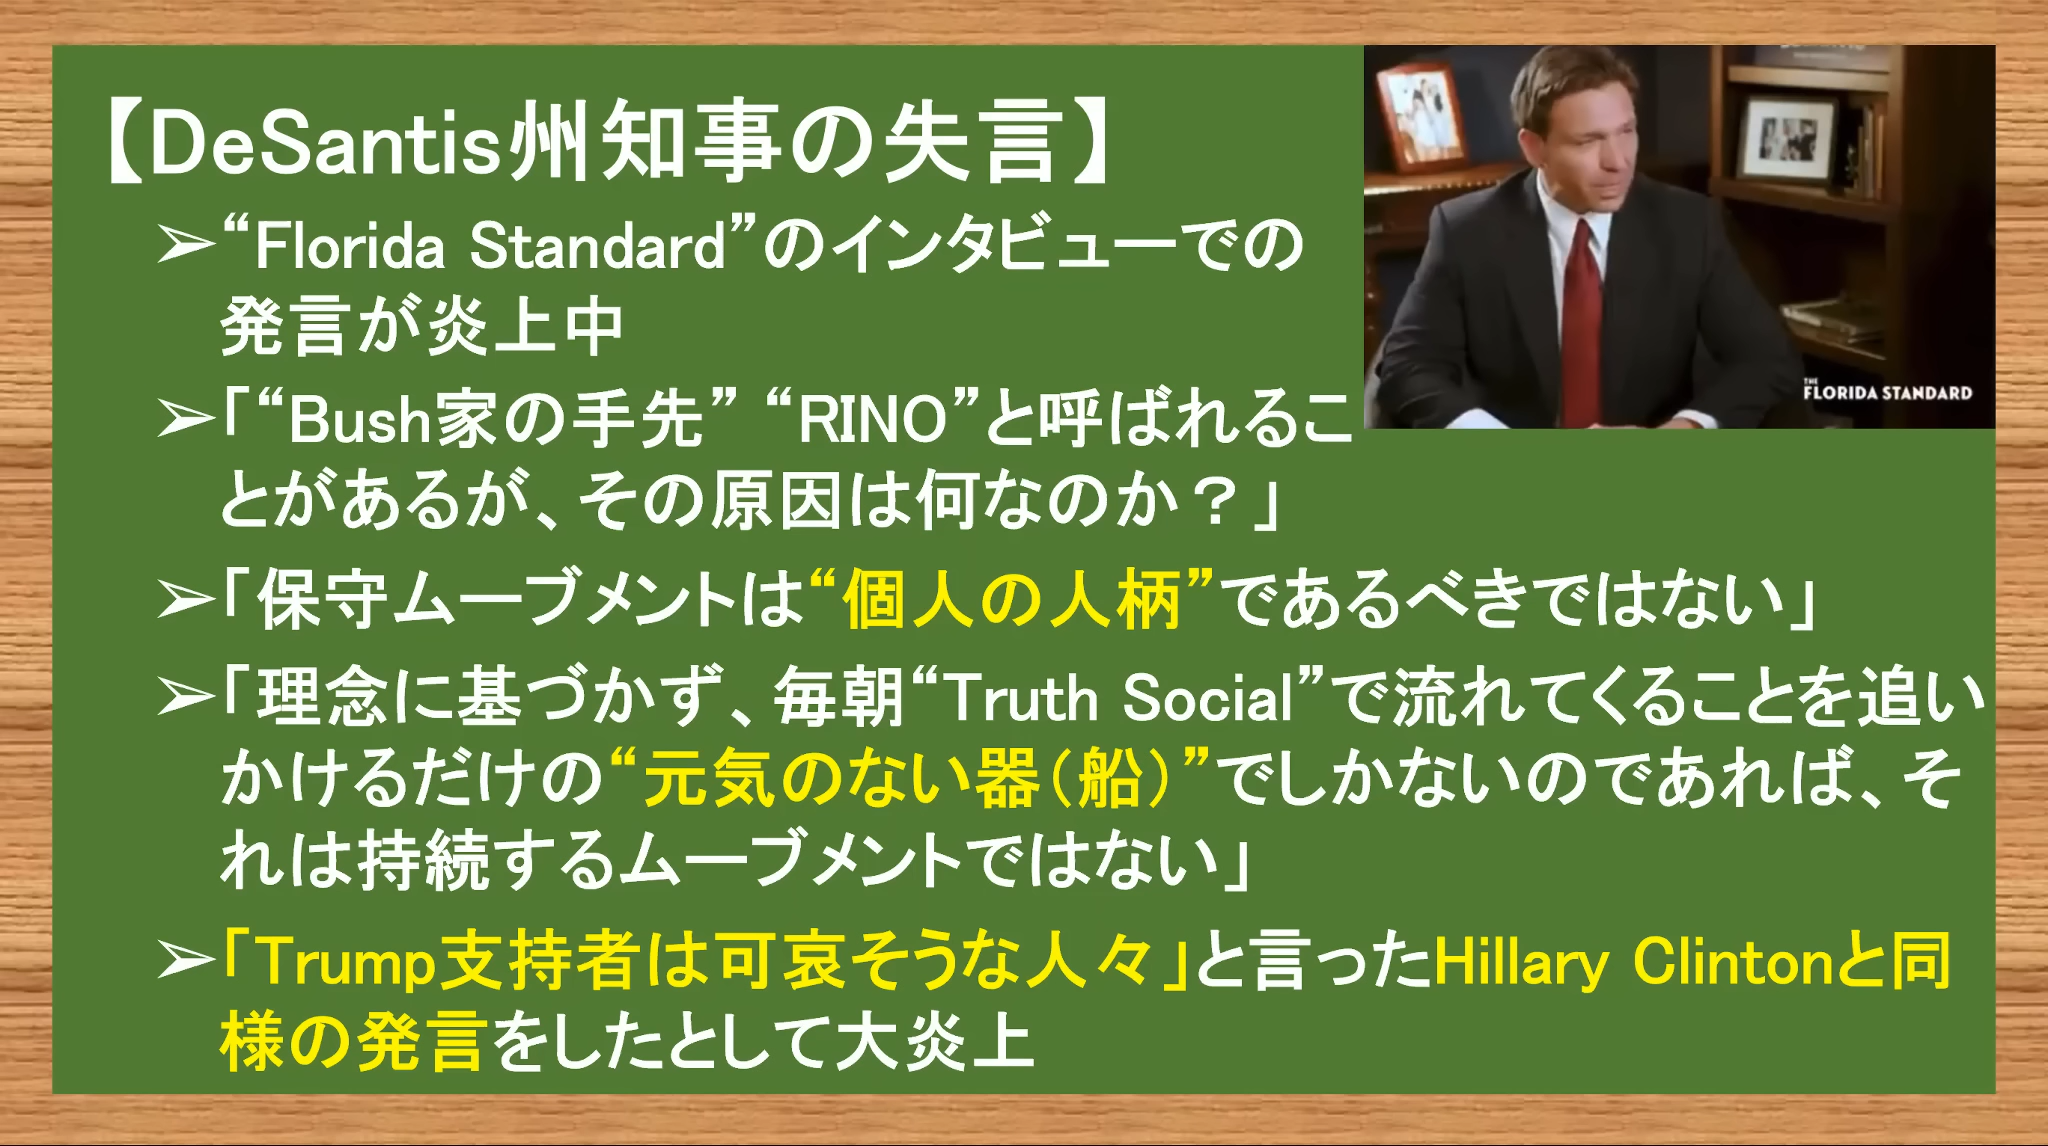 【DeSantis州知事の失言】
➢“Florida Standard”のインタビューでの
発言が炎上中
➢「“Bush家の手先” “RINO”と呼ばれるこ
とがあるが、その原因は何なのか？」
➢「保守ムーブメントは“個人の人柄”であるべきではない」
➢「理念に基づかず、毎朝“Truth Social”で流れてくることを追い
かけるだけの“元気のない器（船）”でしかないのであれば、そ
れは持続するムーブメントではない」
➢「Trump支持者は可哀そうな人々」と言ったHillary Clintonと同
様の発言をしたとして大炎上
THE
FLORIDA STANDARD